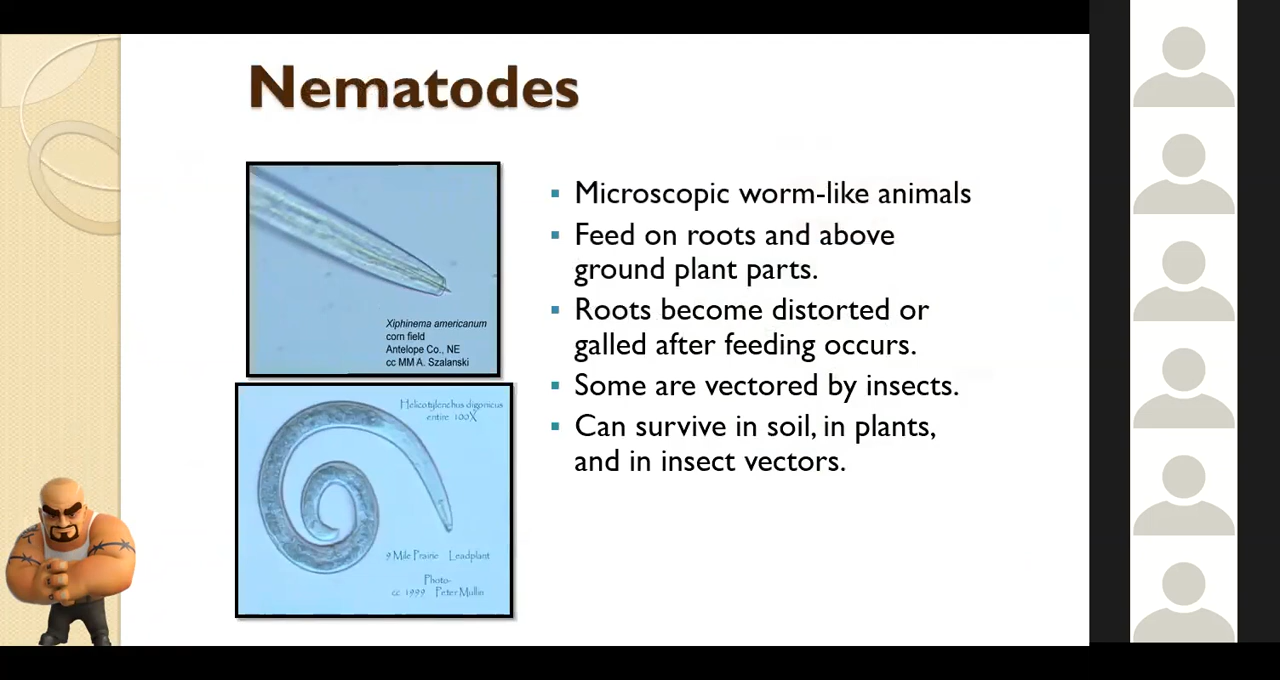 Nematodes
Xiphinema americanum
corn field
Antelope Co., NE
cc MM A. Szalanski
Helicotylenchus digonicus
entire 100X
9 Mile Prairie Leadplant
Photo-
cc 1999 Peter Mullin
▪ Microscopic worm-like animals
▪ Feed on roots and above
ground plant parts.
▪ Roots become distorted or
galled after feeding occurs.
▪ Some are vectored by insects.
▪ Can survive in soil, in plants,
and in insect vectors.